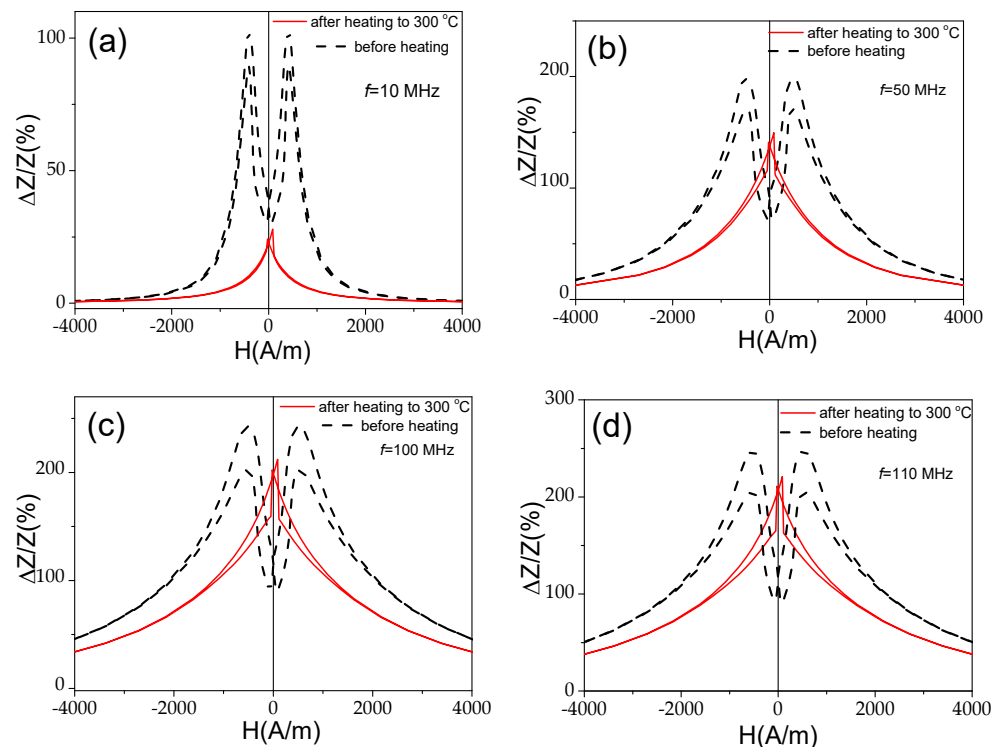 (a)
after heating to 300 °C
before heating
f=10 MHz
100
50
0
ΔZ/Z(%)
-4000 -2000 0 2000 4000
H(A/m)
(b)
after heating to 300 °C
before heating
f=50 MHz
200
100
0
ΔZ/Z(%)
-4000 -2000 0 2000 4000
H(A/m)
(c)
after heating to 300 °C
before heating
f=100 MHz
200
100
0
ΔZ/Z(%)
-4000 -2000 0 2000 4000
H(A/m)
(d)
after heating to 300 °C
before heating
f=110 MHz
300
250
200
150
100
50
0
ΔZ/Z(%)
-4000 -2000 0 2000 4000
H(A/m)